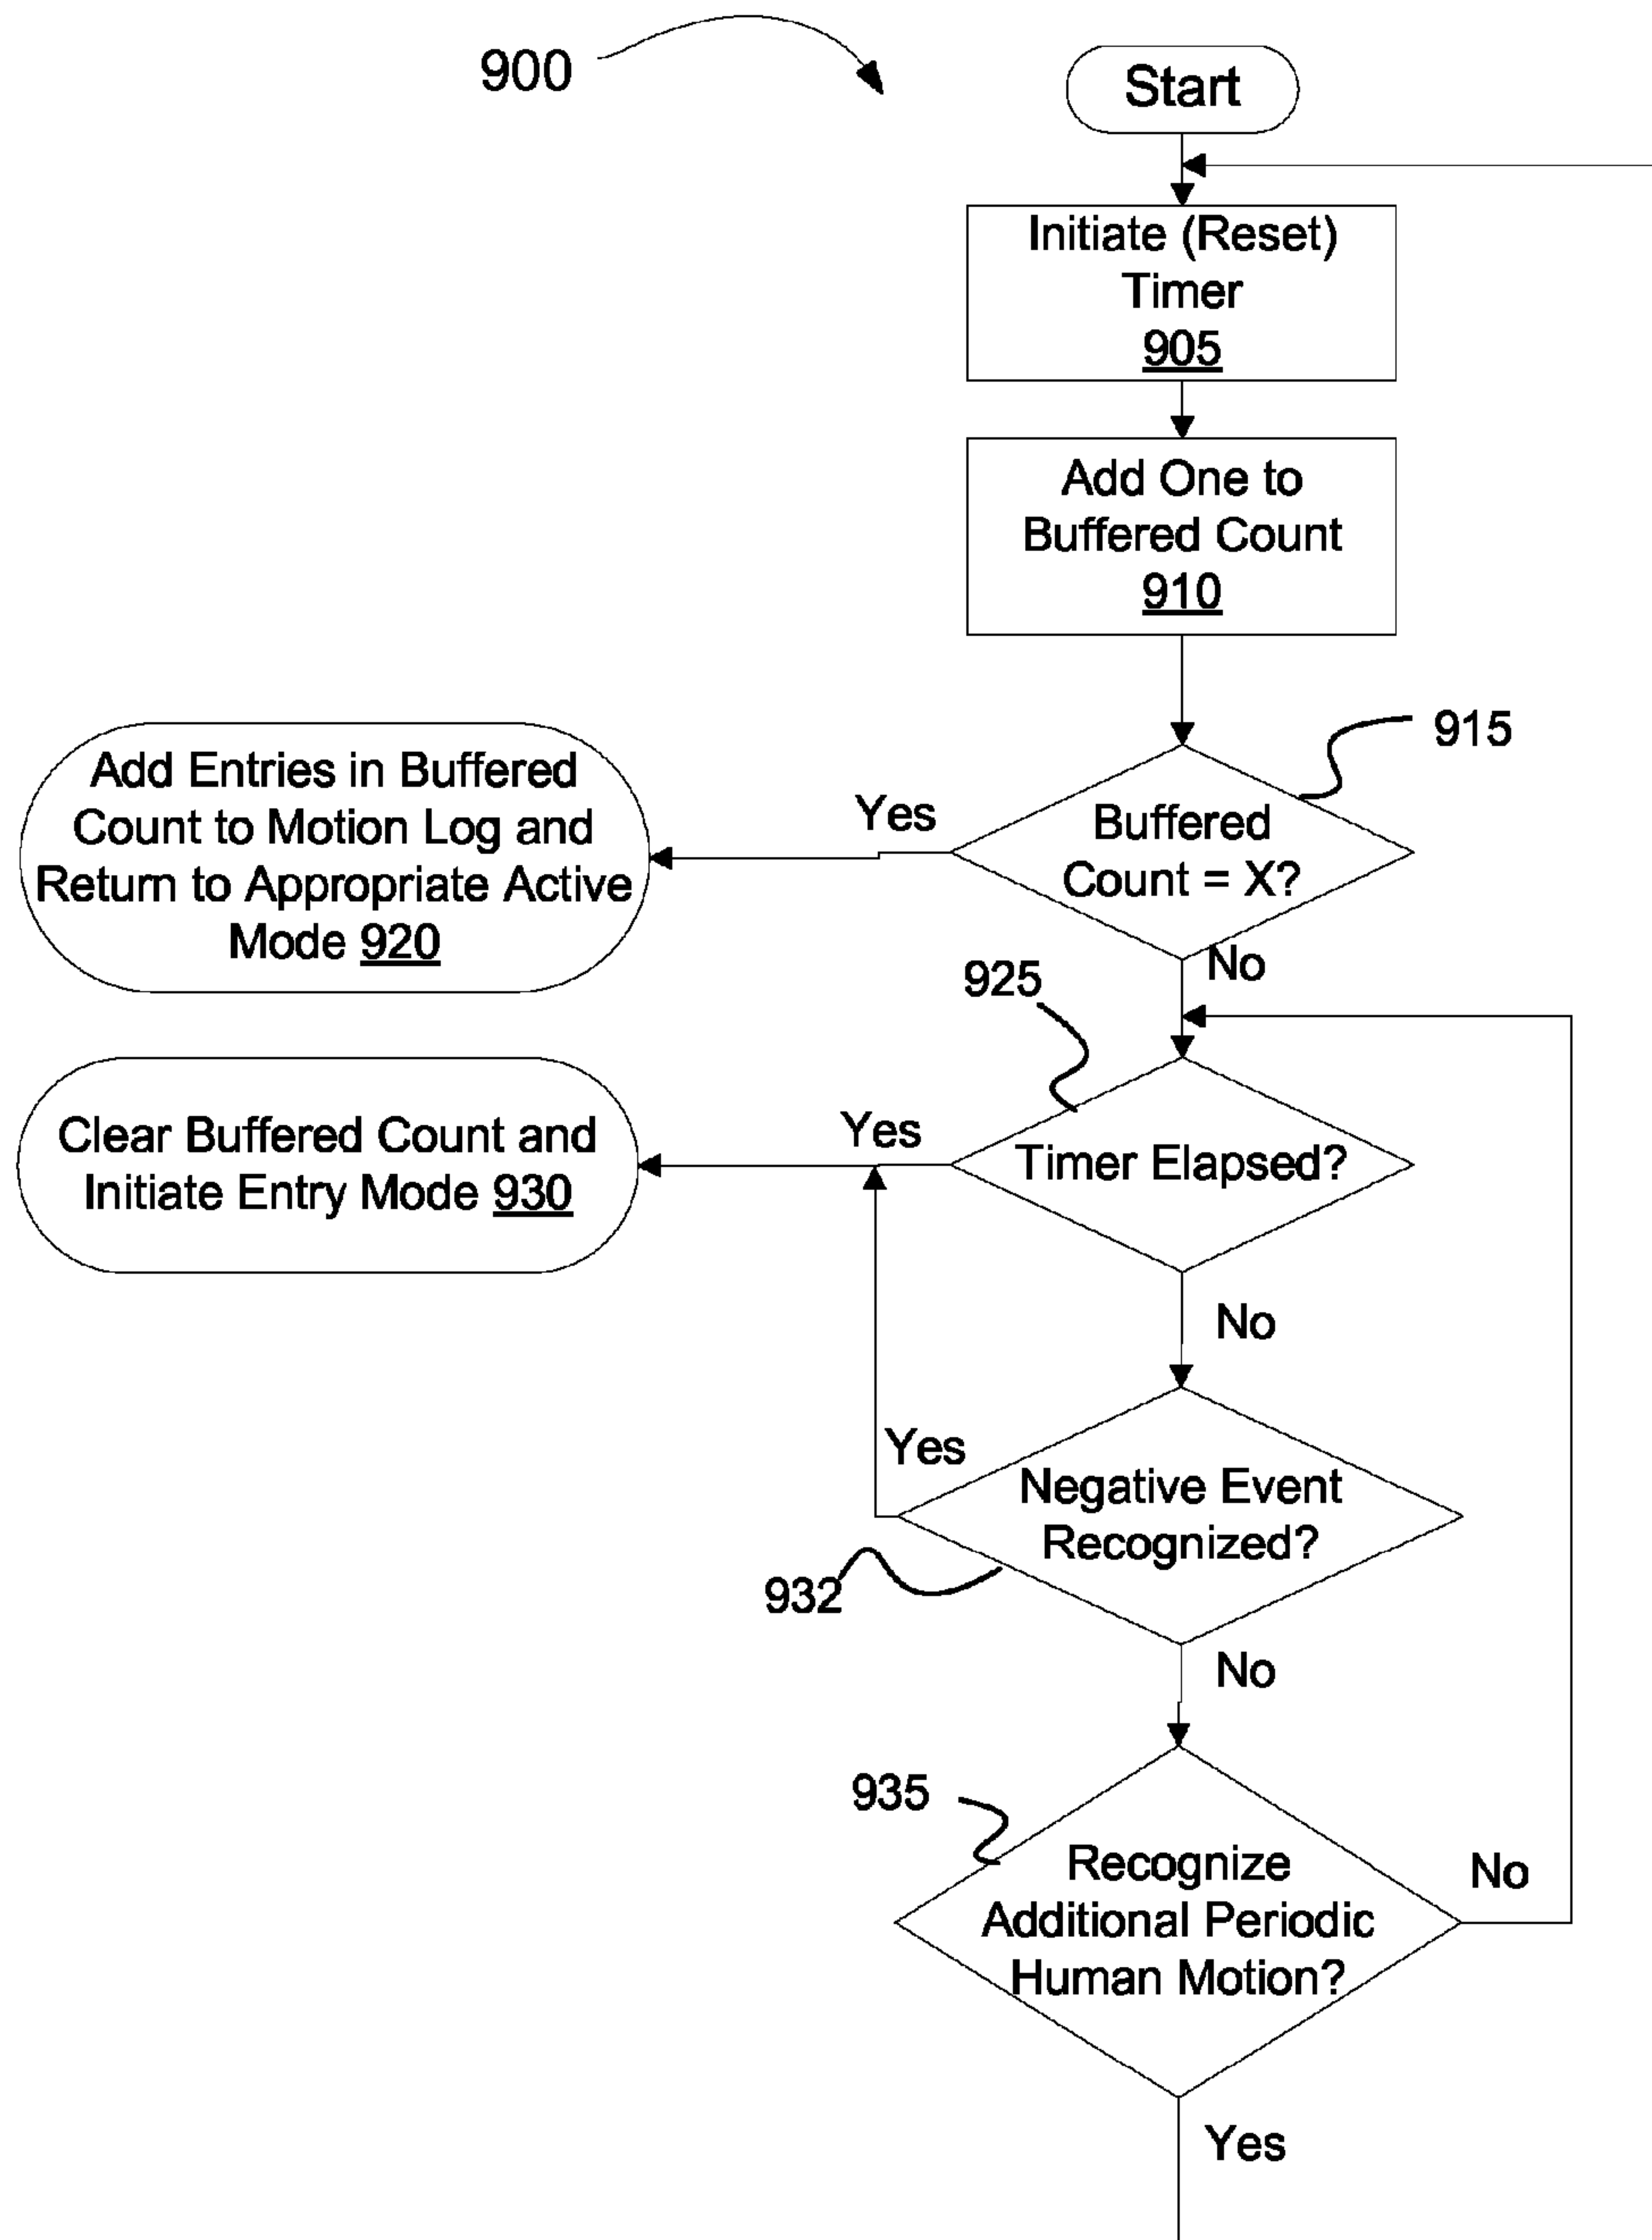 900
Start
Initiate (Reset)
Timer
905
Add One to
Buffered Count
910
915
Buffered
Count = X?
Yes
Add Entries in Buffered
Count to Motion Log and
Return to Appropriate Active
Mode 920
No
925
Timer Elapsed?
Yes
Clear Buffered Count and
Initiate Entry Mode 930
No
Yes
Negative Event
Recognized?
932
No
935
Recognize
Additional Periodic
Human Motion?
No
Yes